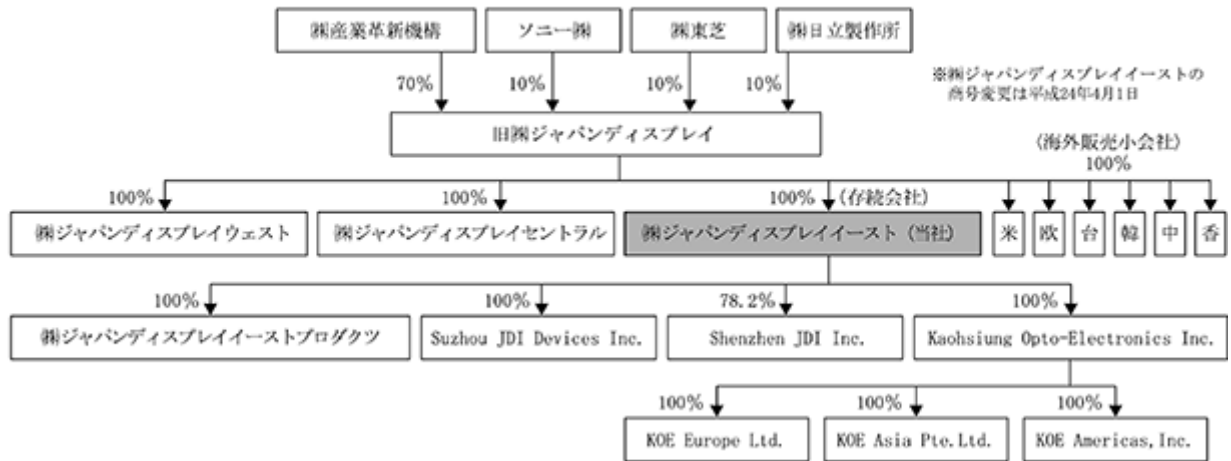 ㈱産業革新機構 ソニー㈱ ㈱東芝 ㈱日立製作所
70% 10% 10% 10%
※㈱ジャパンディスプレイイーストの
商号変更は平成24年4月1日
旧㈱ジャパンディスプレイ
(海外販売小会社)
100%
100% 100% 100% (存続会社)
㈱ジャパンディスプレイウェスト ㈱ジャパンディスプレイセントラル ㈱ジャパンディスプレイイースト (当社) 米 欧 台 韓 中 香
100% 100% 78.2% 100%
㈱ジャパンディスプレイイーストプロダクツ Suzhou JDI Devices Inc. Shenzhen JDI Inc. Kaohsiung Opto-Electronics Inc.
100% 100% 100%
KOE Europe Ltd. KOE Asia Pte.Ltd. KOE Americas,Inc.